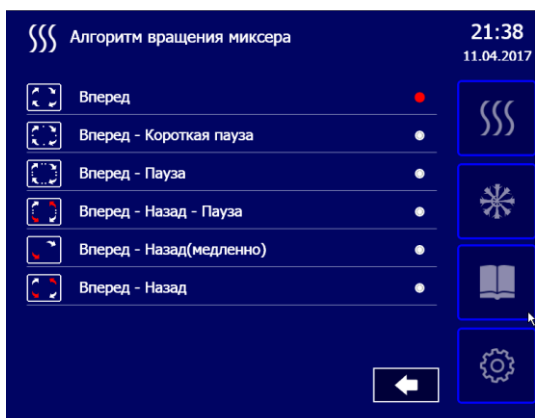 Алгоритм вращения миксера
21:38
11.04.2017
Вперед
Вперед - Короткая пауза
Вперед - Пауза
Вперед - Назад - Пауза
Вперед - Назад(медленно)
Вперед - Назад